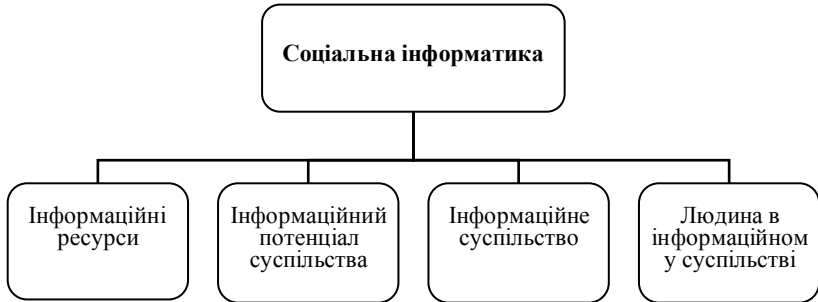 Соціальна інформатика
Інформаційні
ресурси
Інформаційний
потенціал
суспільства
Інформаційне
суспільство
Людина в
інформаційном
у суспільстві